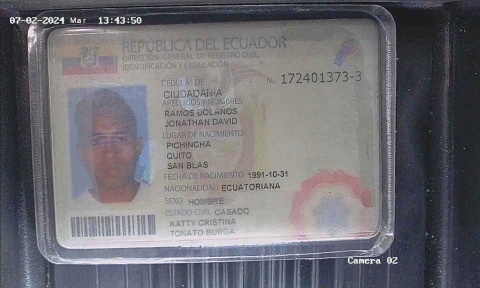 07-02-2024 Mar 13:43:50
REPÚBLICA DEL ECUADOR
DIRECCIÓN GENERAL DE REGISTRO CIVIL
IDENTIFICACIÓN Y CEDULACIÓN
CÉDULA DE
CIUDADANÍA
No. 172401373-3
APELLIDOS Y NOMBRES
RAMOS BOLAÑOS
JONATHAN DAVID
LUGAR DE NACIMIENTO
PICHINCHA
QUITO
SAN BLAS
FECHA DE NACIMIENTO 1991-10-31
NACIONALIDAD ECUATORIANA
SEXO HOMBRE
ESTADO CIVIL CASADO
KATTY CRISTINA
TONATO BURGA
Camera 02